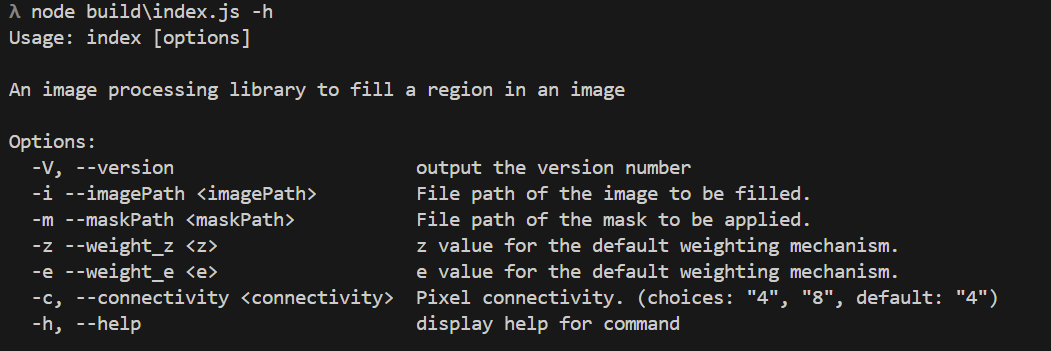 λ node build\index.js -h
Usage: index [options]

An image processing library to fill a region in an image

Options:
  -V, --version                      output the version number
  -i --imagePath <imagePath>         File path of the image to be filled.
  -m --maskPath <maskPath>           File path of the mask to be applied.
  -z --weight_z <z>                  z value for the default weighting mechanism.
  -e --weight_e <e>                  e value for the default weighting mechanism.
  -c, --connectivity <connectivity>  Pixel connectivity. (choices: "4", "8", default: "4")
  -h, --help                         display help for command